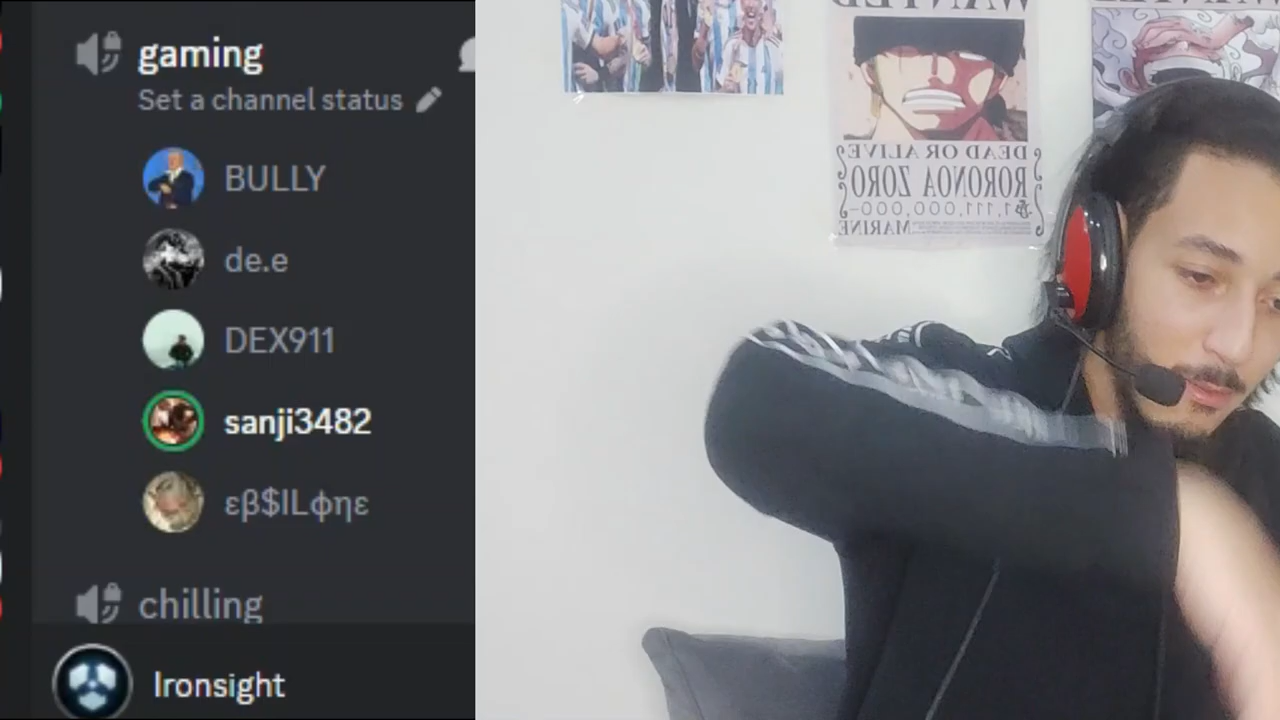 gaming
Set a channel status
BULLY
de.e
DEX911
sanji3482
εβ$ILφηε
chilling
Ironsight
WANTED
DEAD OR ALIVE
RORONOA ZORO
1,111,000,000-
MARINE